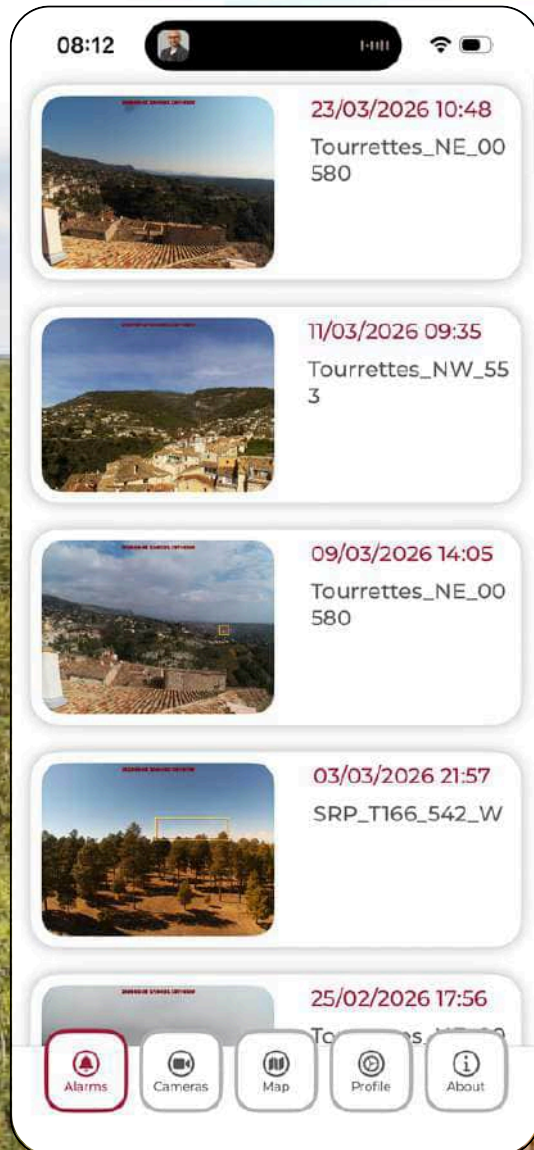 08:12
23/03/2026 10:48
Tourrettes_NE_00
580
11/03/2026 09:35
Tourrettes_NW_55
3
09/03/2026 14:05
Tourrettes_NE_00
580
03/03/2026 21:57
SRP_T166_542_W
25/02/2026 17:56
Alarms
Cameras
Map
Profile
About